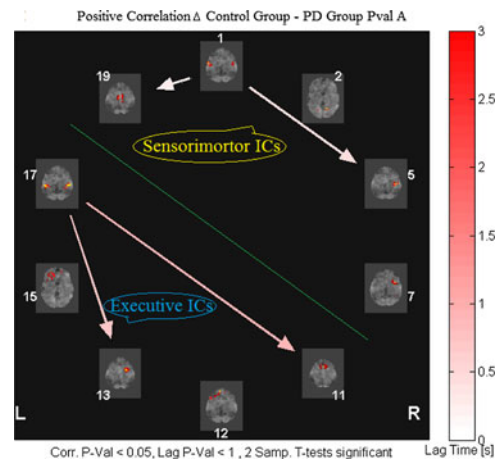 Positive Correlation Δ Control Group - PD Group Pval A
1
19
2
Sensorimortor ICs
17
5
15
7
Executive ICs
13
11
12
L
R
Corr. P-Val < 0.05, Lag P-Val < 1 , 2 Samp. T-tests significant
3
2.5
2
1.5
1
0.5
0
Lag Time [s]